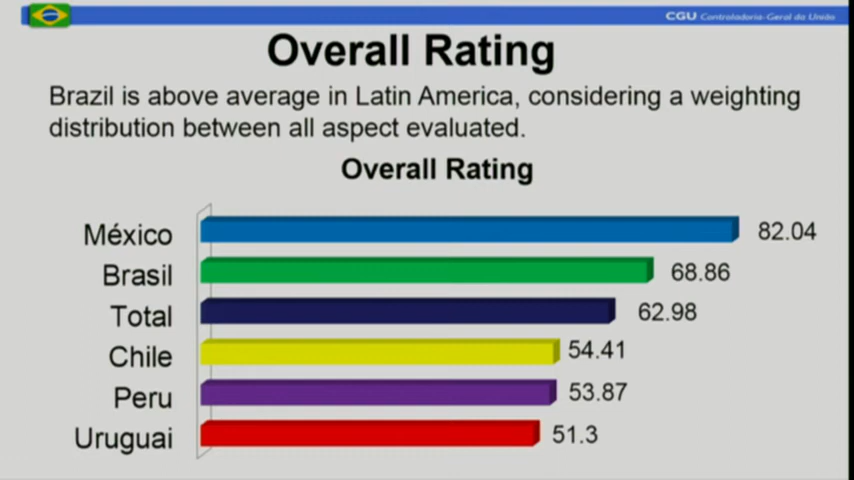 CGU Controladoria-Geral da União
Overall Rating
Brazil is above average in Latin America, considering a weighting
distribution between all aspect evaluated.
Overall Rating
México 82.04
Brasil 68.86
Total 62.98
Chile 54.41
Peru 53.87
Uruguai 51.3